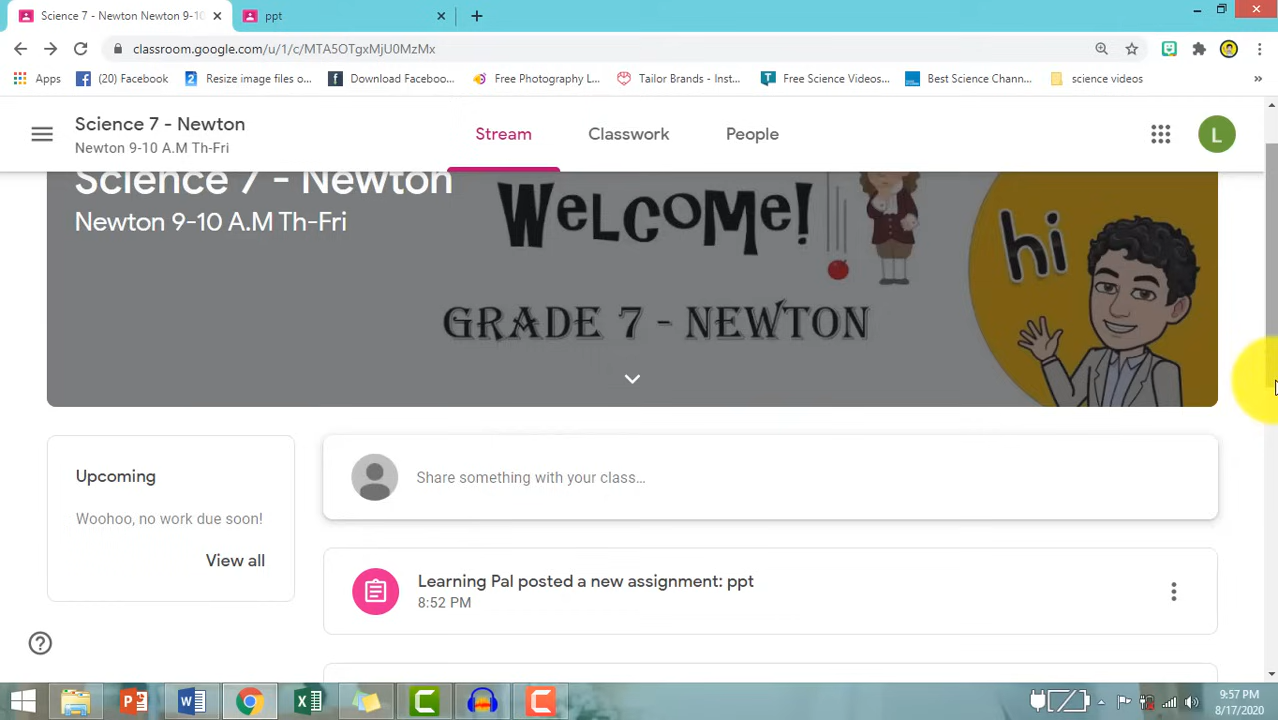 Science 7 - Newton Newton 9-10
ppt
classroom.google.com/u/1/c/MTA5OTgxMjU0MzMx
Apps
(20) Facebook
Resize image files o...
Download Faceboo...
Free Photography L...
Tailor Brands - Inst...
Free Science Videos...
Best Science Chann...
science videos
»
Science 7 - Newton
Newton 9-10 A.M Th-Fri
Stream
Classwork
People
L
Science 7 - Newton
Newton 9-10 A.M Th-Fri
WELCOME!
hi
GRADE 7 - NEWTON
Upcoming
Woohoo, no work due soon!
View all
Share something with your class...
Learning Pal posted a new assignment: ppt
8:52 PM
9:57 PM
8/17/2020